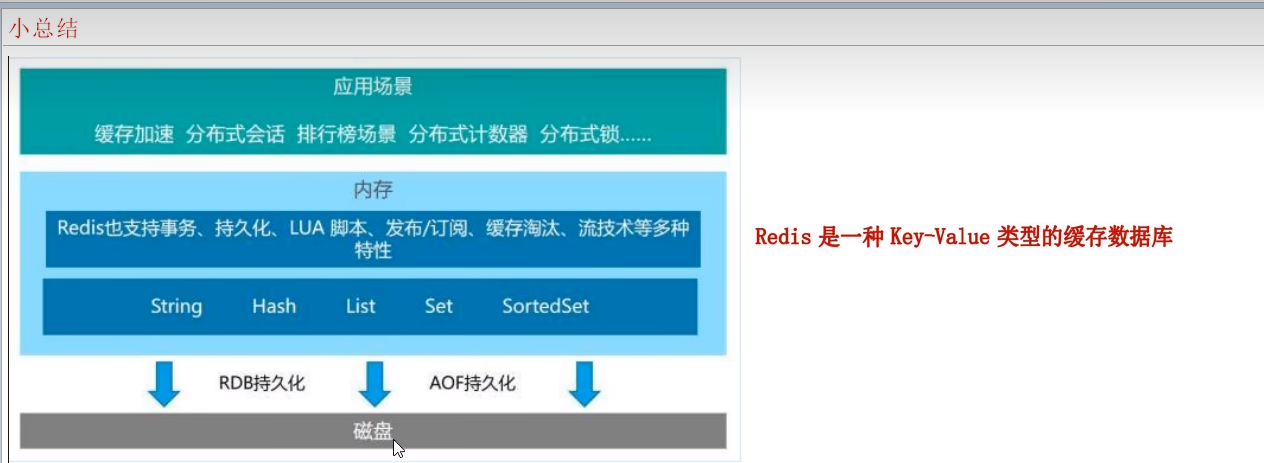 小总结
应用场景
缓存加速 分布式会话 排行榜场景 分布式计数器 分布式锁......
内存
Redis也支持事务、持久化、LUA 脚本、发布/订阅、缓存淘汰、流技术等多种
特性
String Hash List Set SortedSet
RDB持久化 AOF持久化
磁盘
Redis 是一种 Key-Value 类型的缓存数据库